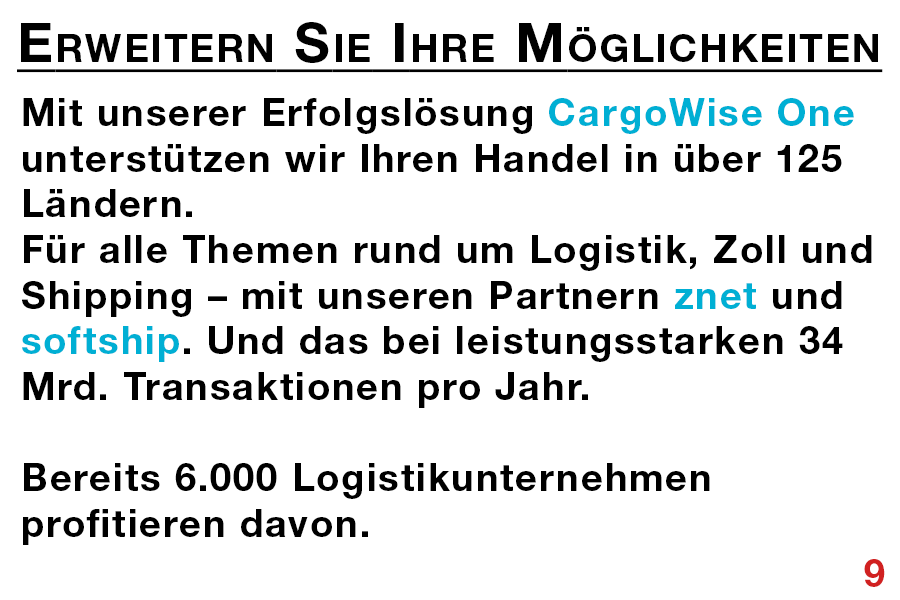 Erweitern Sie Ihre Möglichkeiten
Mit unserer Erfolgslösung CargoWise One
unterstützen wir Ihren Handel in über 125
Ländern.
Für alle Themen rund um Logistik, Zoll und
Shipping – mit unseren Partnern znet und
softship. Und das bei leistungsstarken 34
Mrd. Transaktionen pro Jahr.
Bereits 6.000 Logistikunternehmen
profitieren davon.
9